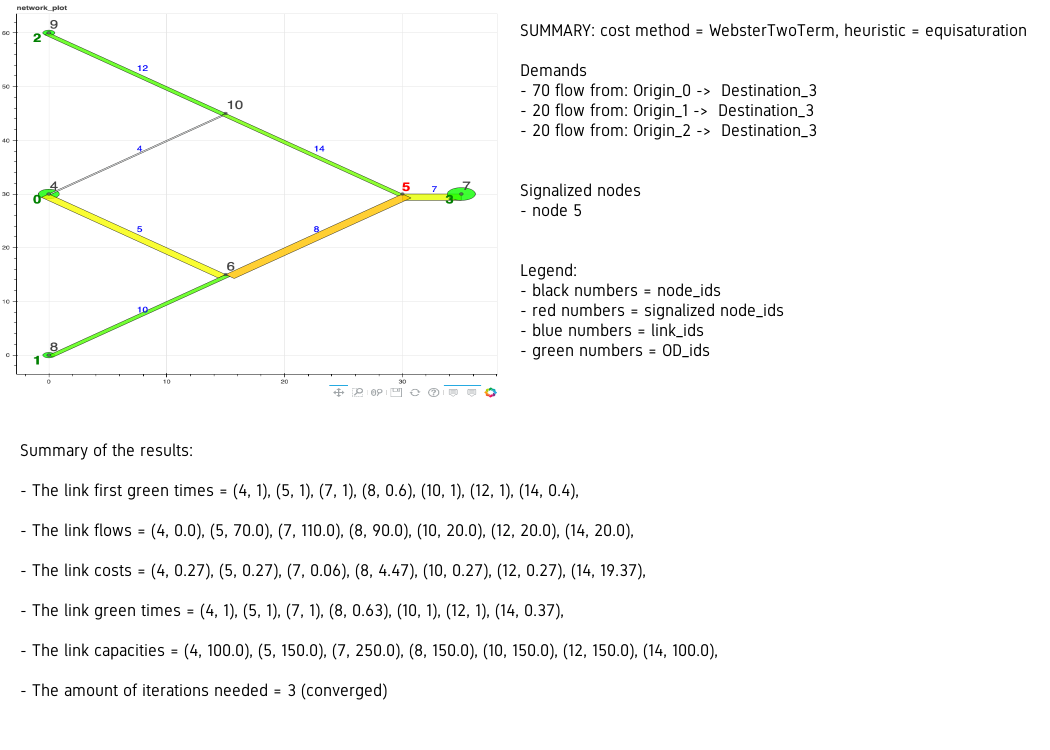 network_plot
60
50
40
30
20
10
0
0
10
20
30
9
2
12
10
4
14
4
0
5
7
7
3
5
8
6
10
8
1
SUMMARY: cost method = WebsterTwoTerm, heuristic = equisaturation
Demands
- 70 flow from: Origin_0 -> Destination_3
- 20 flow from: Origin_1 -> Destination_3
- 20 flow from: Origin_2 -> Destination_3
Signalized nodes
- node 5
Legend:
- black numbers = node_ids
- red numbers = signalized node_ids
- blue numbers = link_ids
- green numbers = OD_ids
Summary of the results:
- The link first green times = (4, 1), (5, 1), (7, 1), (8, 0.6), (10, 1), (12, 1), (14, 0.4),
- The link flows = (4, 0.0), (5, 70.0), (7, 110.0), (8, 90.0), (10, 20.0), (12, 20.0), (14, 20.0),
- The link costs = (4, 0.27), (5, 0.27), (7, 0.06), (8, 4.47), (10, 0.27), (12, 0.27), (14, 19.37),
- The link green times = (4, 1), (5, 1), (7, 1), (8, 0.63), (10, 1), (12, 1), (14, 0.37),
- The link capacities = (4, 100.0), (5, 150.0), (7, 250.0), (8, 150.0), (10, 150.0), (12, 150.0), (14, 100.0),
- The amount of iterations needed = 3 (converged)